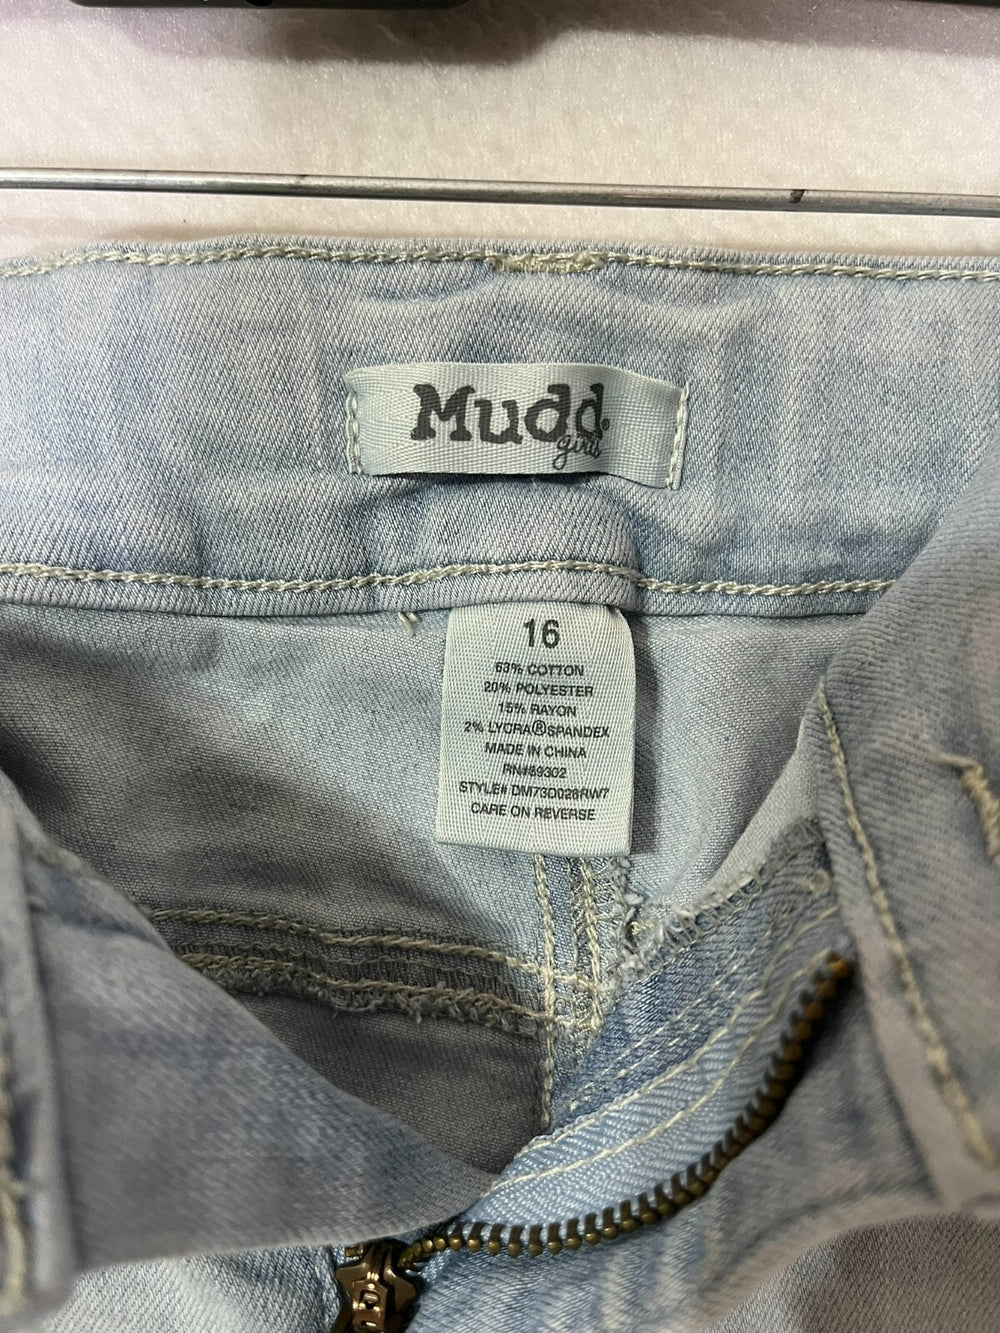 Mudd
girls
16
63% COTTON
20% POLYESTER
15% RAYON
2% LYCRA®SPANDEX
MADE IN CHINA
RN#89302
STYLE# DM73D028RW7
CARE ON REVERSE